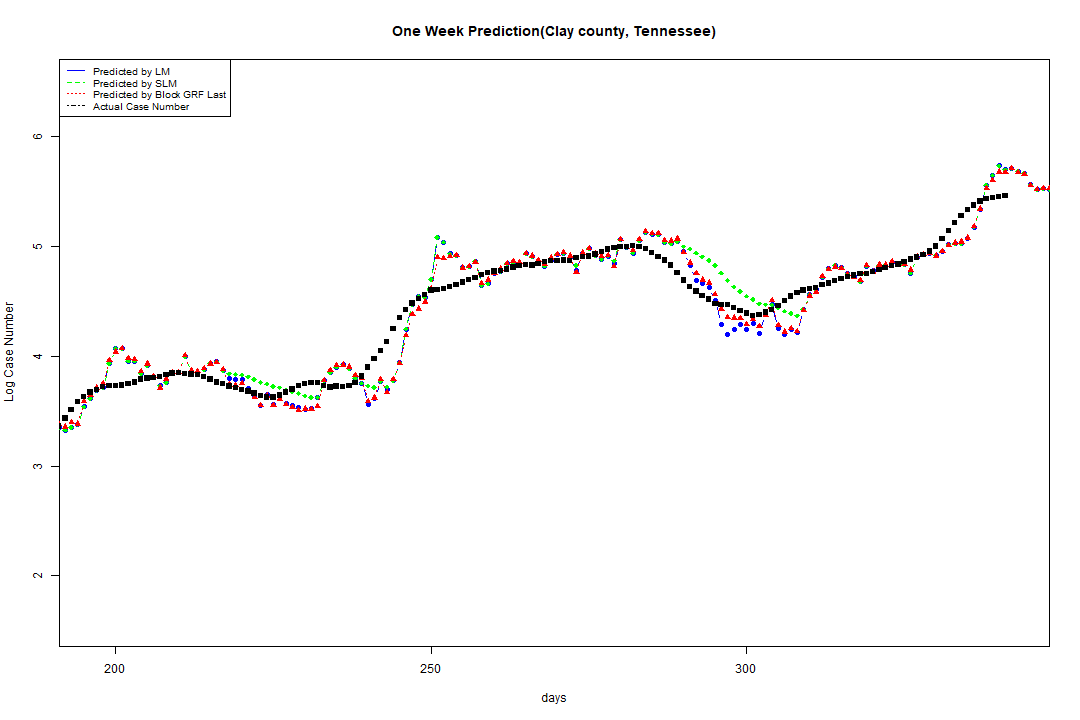 One Week Prediction(Clay county, Tennessee)
Predicted by LM
Predicted by SLM
Predicted by Block GRF Last
Actual Case Number
6
5
4
3
2
Log Case Number
200 250 300
days